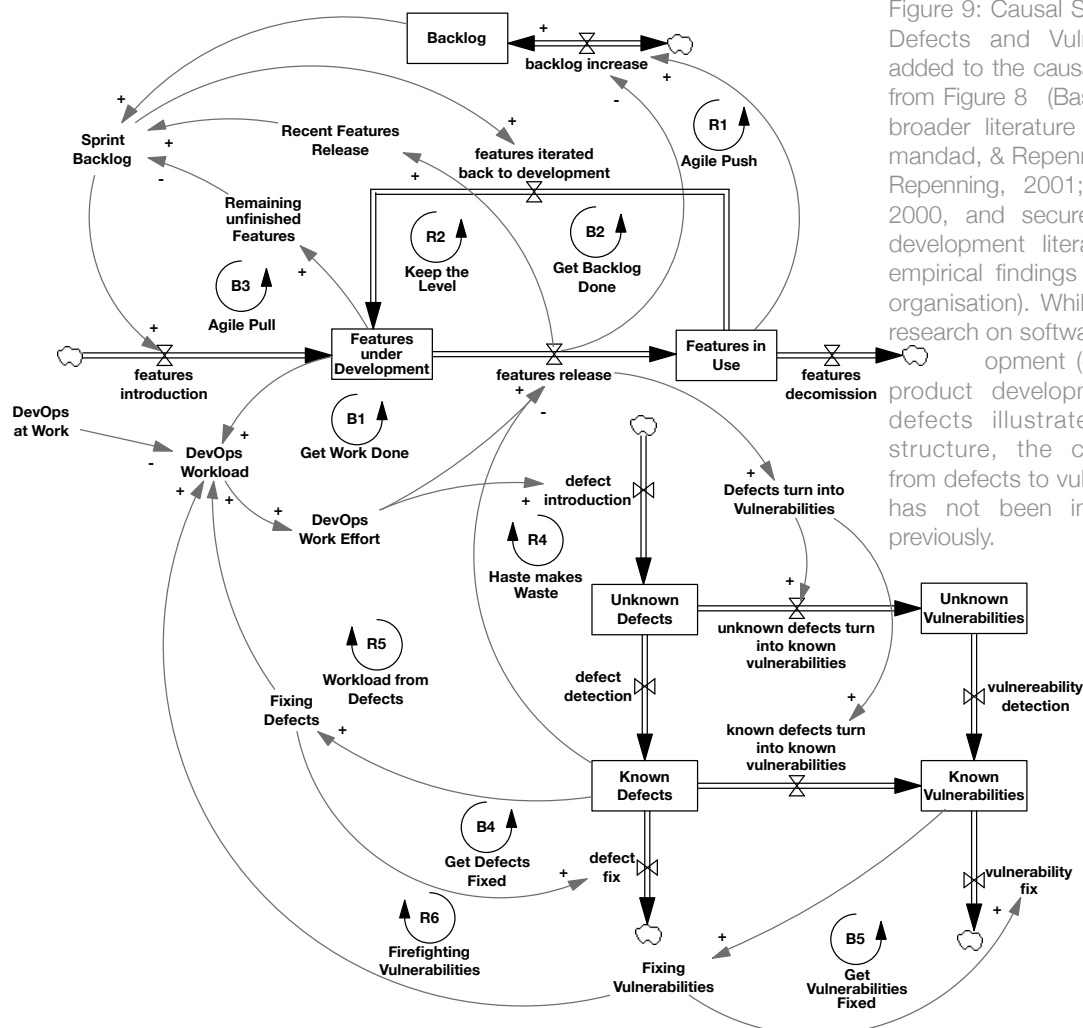 Figure 9: Causal S
Defects and Vul
added to the causa
from Figure 8 (Bas
broader literature
mandad, & Repenn
Repenning, 2001;
2000, and secure
development litera
empirical findings
organisation). Whil
research on softwar
opment (
product developm
defects illustrate
structure, the c
from defects to vul
has not been in
previously.
Backlog
+
backlog increase
+
-
R1
Agile Push
+
Sprint
Backlog
+
-
Recent Features
Release
+
+
features iterated
back to development
Remaining
unfinished
Features
+
R2
Keep the
Level
B2
Get Backlog
Done
B3
Agile Pull
+
features
introduction
Features
under
Development
features release
+
-
Features in
Use
features
decomission
DevOps
at Work
-
DevOps
Workload
+
+
+
B1
Get Work Done
+
DevOps
Work Effort
defect
introduction
+
R4
Haste makes
Waste
+
Defects turn into
Vulnerabilities
Unknown
Defects
+
unknown defects turn
into known
vulnerabilities
Unknown
Vulnerabilities
R5
Workload from
Defects
defect
detection
+
vulnereability
detection
Fixing
Defects
+
known defects turn
into known
vulnerabilities
Known
Defects
Known
Vulnerabilities
B4
Get Defects
Fixed
+
defect
fix
vulnerability
fix
+
R6
Firefighting
Vulnerabilities
+
Fixing
Vulnerabilities
B5
Get
Vulnerabilities
Fixed